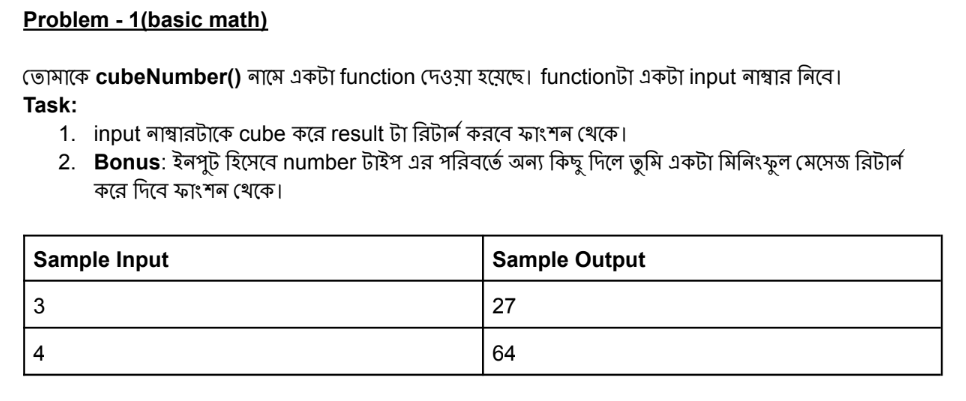 Problem - 1(basic math)
তোমাকে cubeNumber() নামে একটা function দেওয়া হয়েছে। functionটা একটা input নাম্বার নিবে।
Task:
1. input নাম্বারটাকে cube করে result টা রিটার্ন করবে ফাংশন থেকে।
2. Bonus: ইনপুট হিসেবে number টাইপ এর পরিবর্তে অন্য কিছু দিলে তুমি একটা মিনিংফুল মেসেজ রিটার্ন
করে দিবে ফাংশন থেকে।
Sample Input Sample Output
3 27
4 64